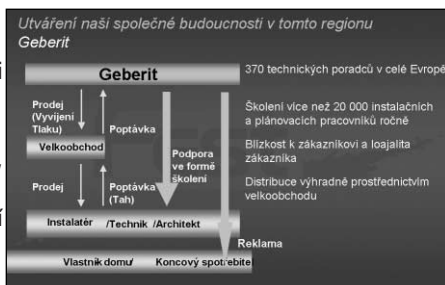 Utváření naši společné budoucnosti v tomto regionu
Geberit
Geberit
Prodej
(Vyvíjení
Tlaku)
Poptávka
Velkoobchod
Prodej
Poptávka
(Tah)
Podpora
ve formě
školení
Instalatér /Technik /Architekt
Reklama
Vlastník domu/ Koncový spotřebitel
370 technických poradců v celé Evropě
Školení více než 20 000 instalačních
a plánovacích pracovníků ročně
Blízkost k zákazníkovi a loajalita
zákazníka
Distribuce výhradně prostřednictvím
velkoobchodu